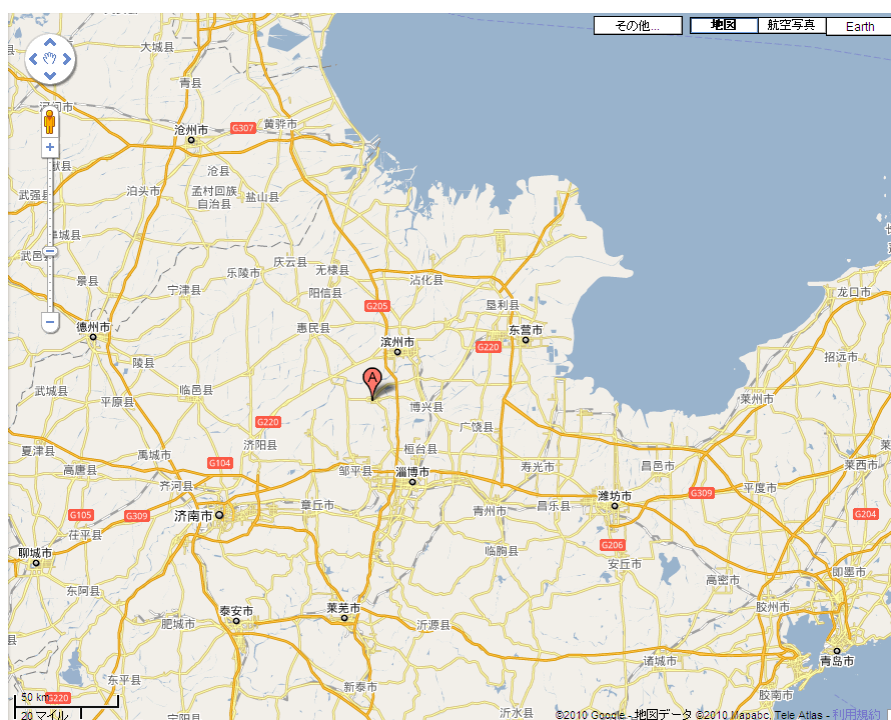 その他...
地図
航空写真
Earth
大城县
青县
河间市
沧州市
G307
黄骅市
献县
沧县
武强县
泊头市
孟村回族
自治县
盐山县
阜城县
武邑县
庆云县
无棣县
乐陵市
沾化县
景县
宁津县
阳信县
G205
垦利县
龙口市
德州市
惠民县
滨州市
东营市
G220
招远市
陵县
A
武城县
平原县
临邑县
博兴县
莱州市
G220
广饶县
夏津县
禹城市
济阳县
桓台县
高唐县
G104
邹平县
淄博市
寿光市
昌邑市
莱西市
齐河县
平度市
G105
G309
济南市
章丘市
青州市
昌乐县
潍坊市
G309
G204
茌平县
聊城市
临朐县
G206
安丘市
即墨市
高密市
东阿县
泰安市
莱芜市
胶州市
肥城市
沂源县
诸城市
青岛市
东平县
新泰市
胶南市
50 km
G220
20 マイル
宁阳县
沂水县
©2010 Google - 地図データ ©2010 Mapabc, Tele Atlas - 利用規約